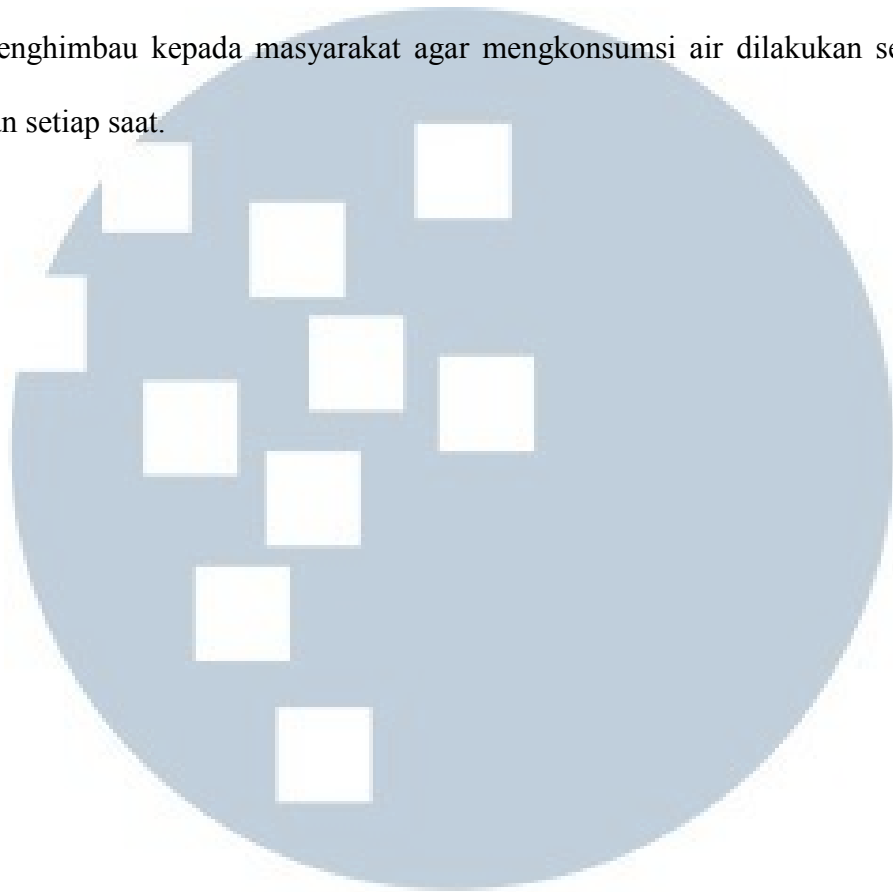 enghimbau kepada masyarakat agar mengkonsumsi air dilakukan se
n setiap saat.